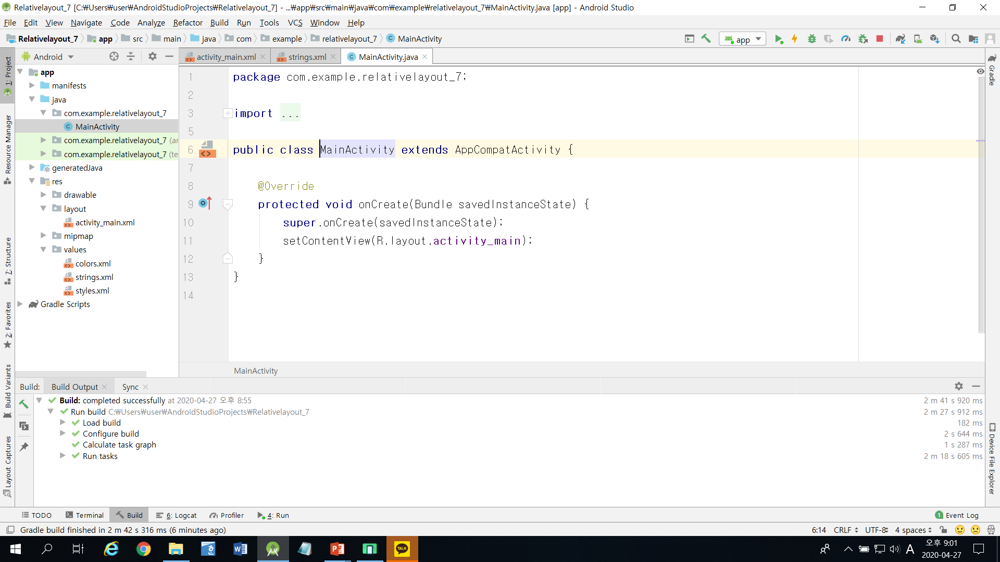 Relativelayout_7 [C:₩Users₩user₩AndroidStudioProjects₩Relativelayout_7] - ...₩app₩src₩main₩java₩com₩example₩relativelayout_7₩MainActivity.java [app] - Android Studio
File Edit View Navigate Code Analyze Refactor Build Run Tools VCS Window Help
Relativelayout_7 app src main java com example relativelayout_7 MainActivity
app
Android
activity_main.xml
strings.xml
MainActivity.java
1: Project
Resource Manager
7: Structure
2: Favorites
Build Variants
Layout Captures
app
manifests
java
com.example.relativelayout_7
MainActivity
com.example.relativelayout_7 (ar
com.example.relativelayout_7 (te
generatedJava
res
drawable
layout
activity_main.xml
mipmap
values
colors.xml
strings.xml
styles.xml
Gradle Scripts
1 package com.example.relativelayout_7;
2
3 import ...
5
6 public class MainActivity extends AppCompatActivity {
7
8 @Override
9 protected void onCreate(Bundle savedInstanceState) {
10 super.onCreate(savedInstanceState);
11 setContentView(R.layout.activity_main);
12 }
13 }
14
MainActivity
Gradle
Device File Explorer
Build: Build Output Sync
Build: completed successfully at 2020-04-27 오후 8:55 2 m 41 s 920 ms
Run build C:₩Users₩user₩AndroidStudioProjects₩Relativelayout_7 2 m 27 s 912 ms
Load build 182 ms
Configure build 2 s 644 ms
Calculate task graph 1 s 287 ms
Run tasks 2 m 18 s 605 ms
TODO Terminal Build 6: Logcat Profiler 4: Run 1 Event Log
Gradle build finished in 2 m 42 s 316 ms (6 minutes ago) 6:14 CRLF UTF-8 4 spaces
TALK
A
오후 9:01
2020-04-27